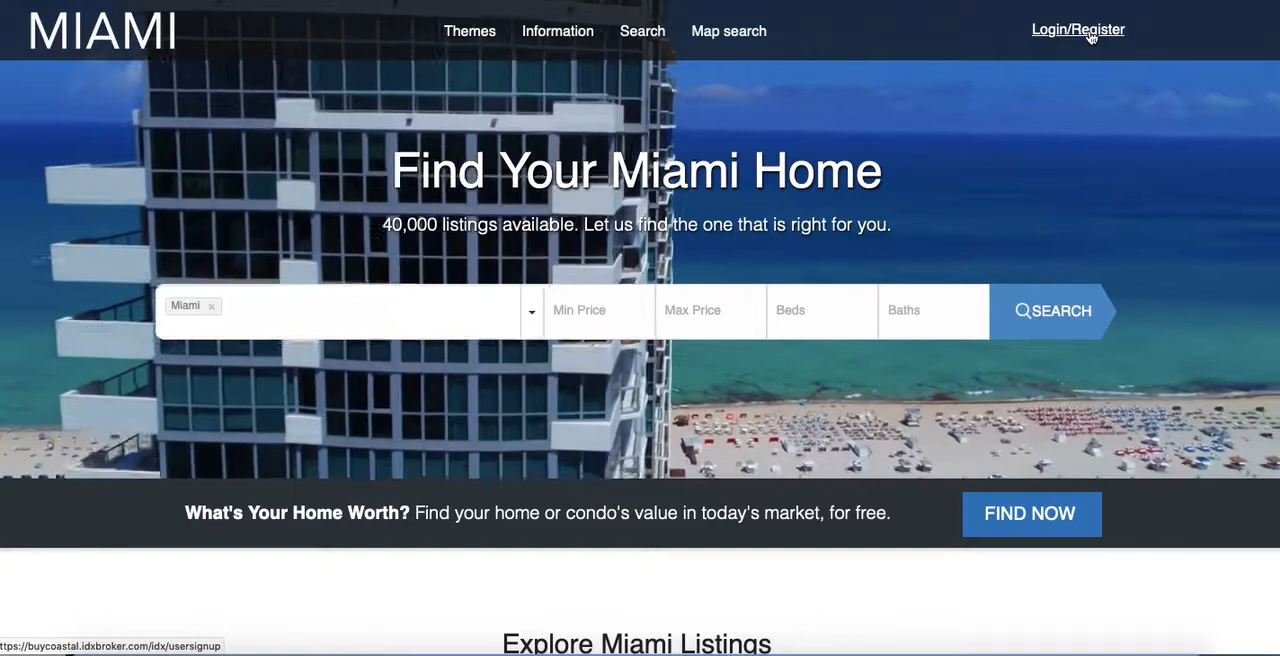 MIAMI
Themes Information Search Map search
Login/Register
Find Your Miami Home
40,000 listings available. Let us find the one that is right for you.
Miami × Min Price Max Price Beds Baths SEARCH
What's Your Home Worth? Find your home or condo's value in today's market, for free. FIND NOW
Explore Miami Listings
ttps://buycoastal.idxbroker.com/idx/usersignup